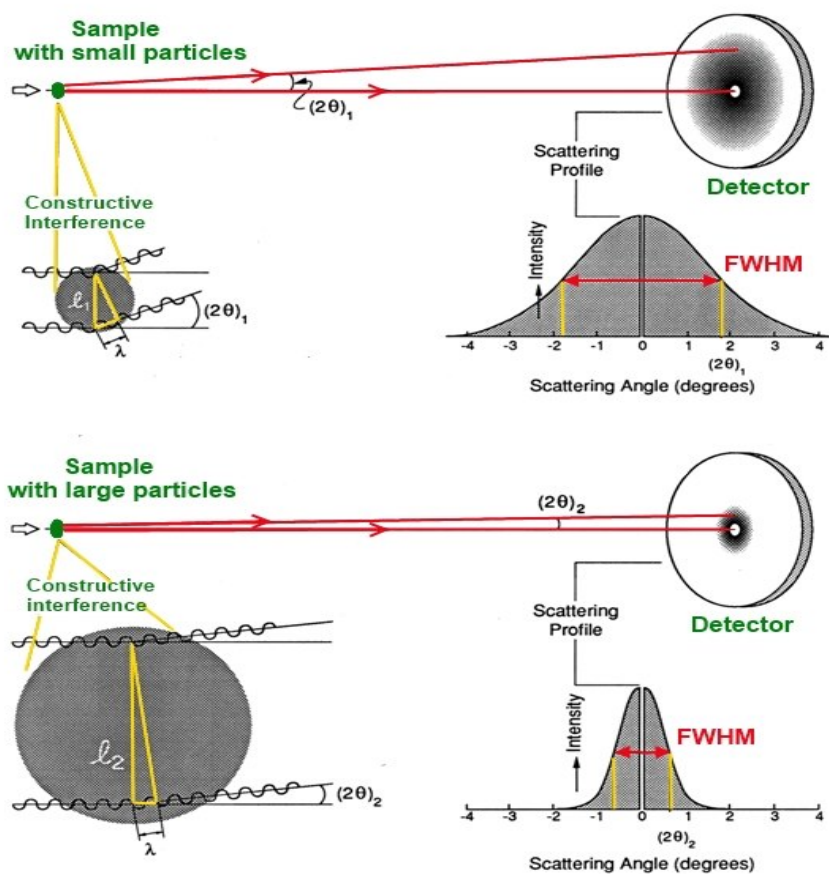 Sample
with small particles
(2θ)₁
Scattering
Profile
Detector
Constructive
Interference
ℓ₁
(2θ)₁
λ
Intensity
FWHM
-4 -3 -2 -1 0 1 2 3 4
(2θ)₁
Scattering Angle (degrees)
Sample
with large particles
(2θ)₂
Constructive
interference
Scattering
Profile
Detector
ℓ₂
(2θ)₂
λ
Intensity
FWHM
-4 -3 -2 -1 0 1 2 3 4
(2θ)₂
Scattering Angle (degrees)